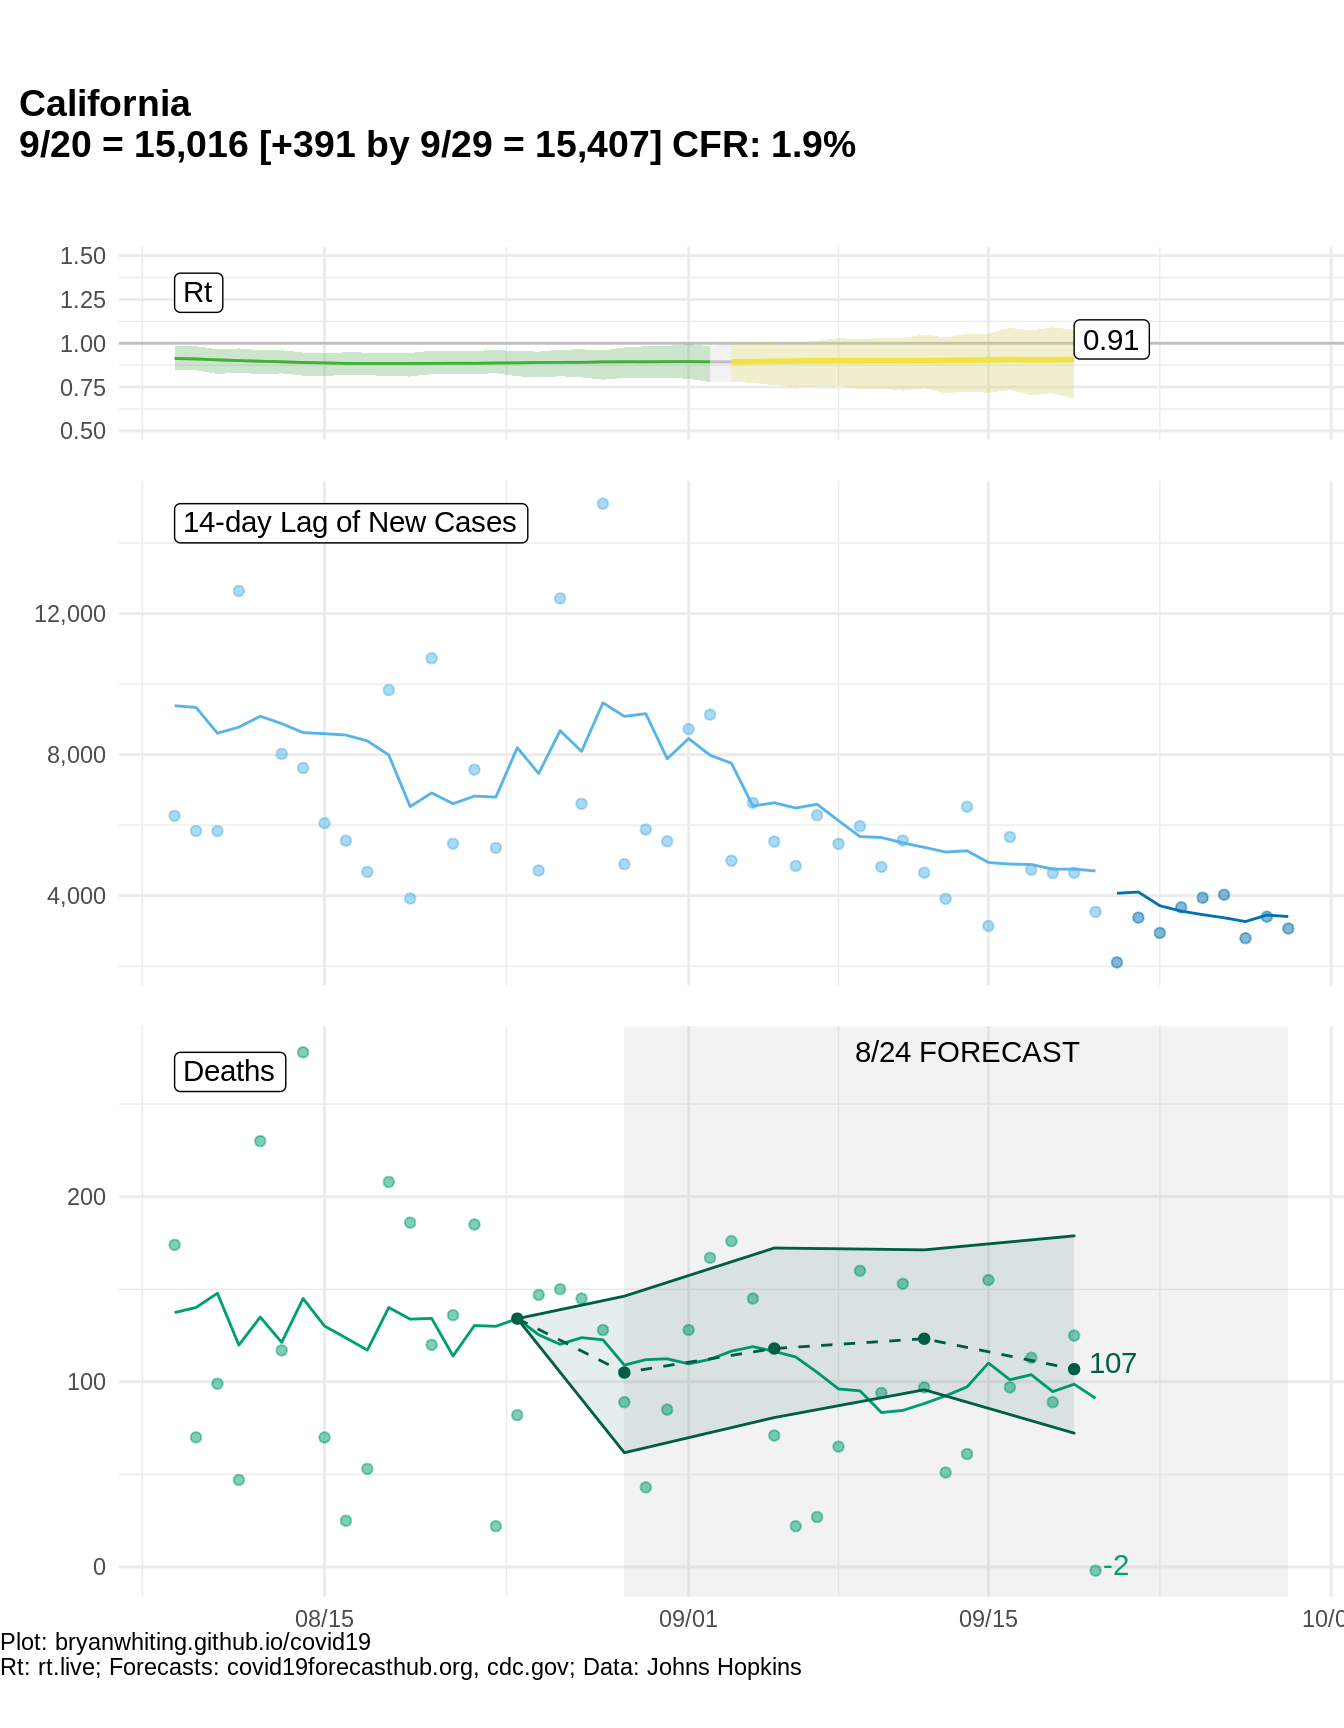 California
9/20 = 15,016 [+391 by 9/29 = 15,407] CFR: 1.9%
1.50
Rt
1.25
1.00
0.91
0.75
0.50
14-day Lag of New Cases
12,000
8,000
4,000
8/24 FORECAST
Deaths
200
107
100
-2
0
08/15 09/01 09/15 10/0
Plot: bryanwhiting.github.io/covid19
Rt: rt.live; Forecasts: covid19forecasthub.org, cdc.gov; Data: Johns Hopkins